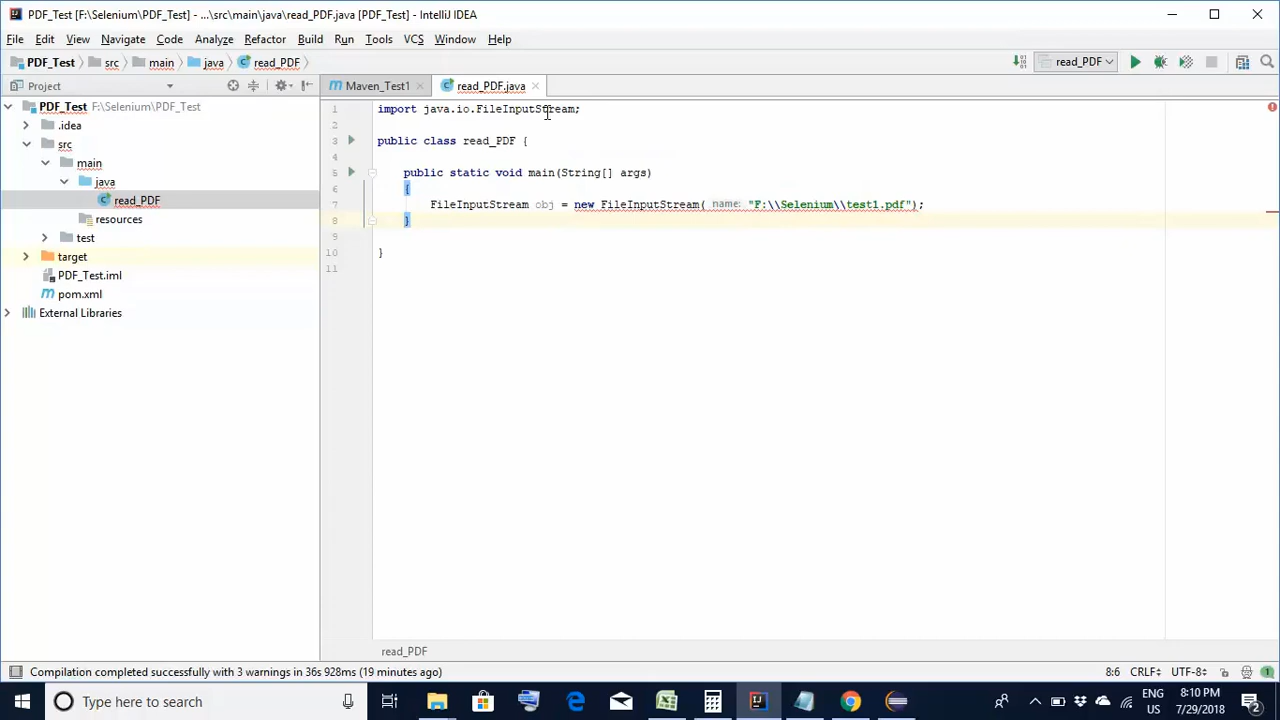 PDF_Test [F:\Selenium\PDF_Test] - ...\src\main\java\read_PDF.java [PDF_Test] - IntelliJ IDEA
File Edit View Navigate Code Analyze Refactor Build Run Tools VCS Window Help
PDF_Test src main java read_PDF read_PDF
Project Maven_Test1 read_PDF.java
PDF_Test F:\Selenium\PDF_Test
.idea
src
main
java
read_PDF
resources
test
target
PDF_Test.iml
pom.xml
External Libraries
1 import java.io.FileInputStream;
2
3 public class read_PDF {
4
5 public static void main(String[] args)
6 {
7 FileInputStream obj = new FileInputStream( name: "F:\\Selenium\\test1.pdf");
8 }
9
10 }
11
read_PDF
Compilation completed successfully with 3 warnings in 36s 928ms (19 minutes ago) 8:6 CRLF UTF-8 1
Type here to search ENG US 8:10 PM 7/29/2018 2